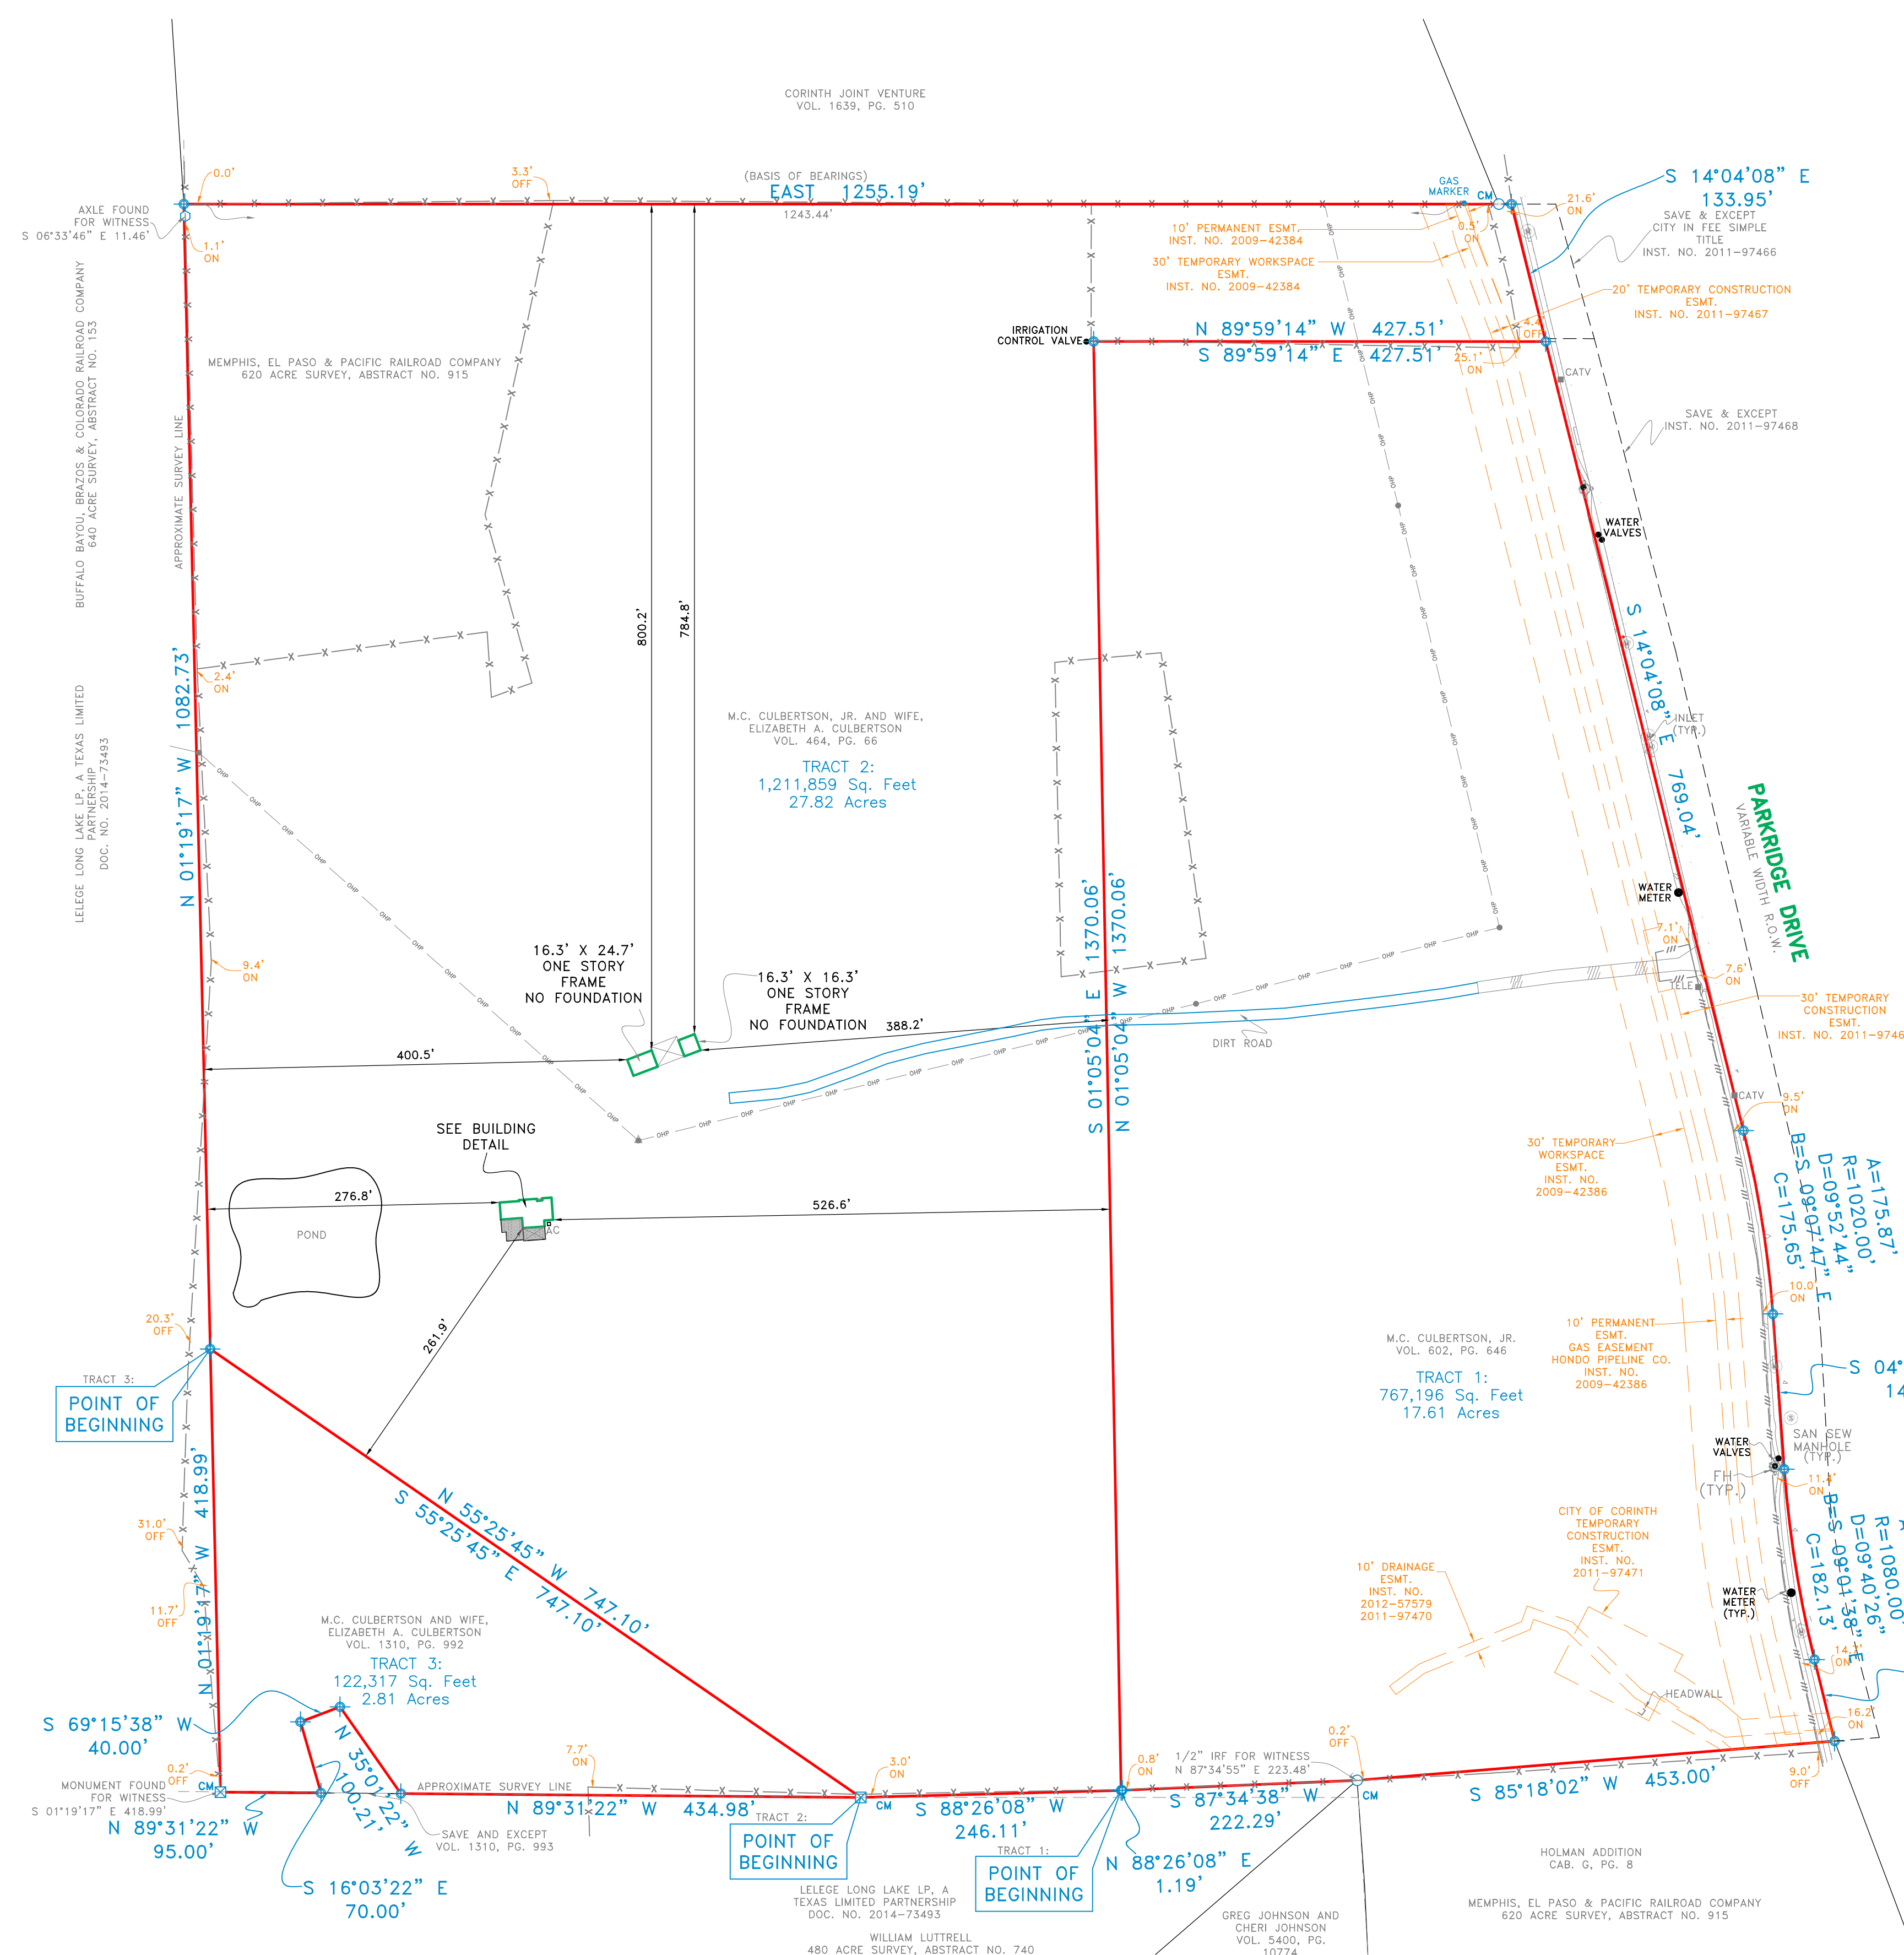 CORINTH JOINT VENTURE
VOL. 1639, PG. 510
(BASIS OF BEARINGS)
EAST 1255.19'
1243.44'
0.0'
3.3'
OFF
AXLE FOUND
FOR WITNESS
S 06°33'46" E 11.46'
1.1'
ON
GAS
MARKER
CM
0.5'
ON
21.6'
ON
S 14°04'08" E
133.95'
SAVE & EXCEPT
CITY IN FEE SIMPLE
TITLE
INST. NO. 2011-97466
10' PERMANENT ESMT.
INST. NO. 2009-42384
30' TEMPORARY WORKSPACE
ESMT.
INST. NO. 2009-42384
20' TEMPORARY CONSTRUCTION
ESMT.
INST. NO. 2011-97467
IRRIGATION
CONTROL VALVE
N 89°59'14" W 427.51'
S 89°59'14" E 427.51'
4.4'
OFF
25.1'
ON
CATV
SAVE & EXCEPT
INST. NO. 2011-97468
BUFFALO BAYOU, BRAZOS & COLORADO RAILROAD COMPANY
640 ACRE SURVEY, ABSTRACT NO. 153
MEMPHIS, EL PASO & PACIFIC RAILROAD COMPANY
620 ACRE SURVEY, ABSTRACT NO. 915
APPROXIMATE SURVEY LINE
WATER
VALVES
800.2'
784.8'
N 01°19'17" W 1082.73'
2.4'
ON
LELEGE LONG LAKE LP, A TEXAS LIMITED
PARTNERSHIP
DOC. NO. 2014-73493
M.C. CULBERTSON, JR. AND WIFE,
ELIZABETH A. CULBERTSON
VOL. 464, PG. 66
TRACT 2:
1,211,859 Sq. Feet
27.82 Acres
S 14°04'08" E 769.04'
INLET
(TYP.)
PARKRIDGE DRIVE
VARIABLE WIDTH R.O.W.
WATER
METER
7.1'
ON
7.6'
ON
TELE
9.4'
ON
16.3' X 24.7'
ONE STORY
FRAME
NO FOUNDATION
16.3' X 16.3'
ONE STORY
FRAME
NO FOUNDATION
388.2'
400.5'
S 01°05'04" E 1370.06'
N 01°05'04" W 1370.06'
DIRT ROAD
OHP
30' TEMPORARY
CONSTRUCTION
ESMT.
CATV
9.5'
ON
SEE BUILDING
DETAIL
30' TEMPORARY
WORKSPACE
ESMT.
INST. NO.
2009-42386
A=175.87'
R=1020.00'
D=09°52'44"
B=S 09°07'47" E
C=175.65'
276.8'
526.6'
AC
POND
261.9'
10.0'
ON
20.3'
OFF
10' PERMANENT
ESMT.
GAS EASEMENT
HONDO PIPELINE CO.
INST. NO.
2009-42386
M.C. CULBERTSON, JR.
VOL. 602, PG. 646
TRACT 1:
767,196 Sq. Feet
17.61 Acres
S 04°
14
TRACT 3:
POINT OF
BEGINNING
WATER
VALVES
SAN SEW
MANHOLE
(TYP.)
FH
(TYP.)
11.4'
ON
N 01°19'17" W 418.99'
31.0'
OFF
11.7'
OFF
N 55°25'45" W 747.10'
S 55°25'45" E 747.10'
CITY OF CORINTH
TEMPORARY
CONSTRUCTION
ESMT.
INST. NO.
2011-97471
10' DRAINAGE
ESMT.
INST. NO.
2012-57579
2011-97470
WATER
METER
(TYP.)
R=1080.00'
D=09°40'26"
B=S 09°01'38" E
C=182.13'
ON
HEADWALL
16.2'
ON
M.C. CULBERTSON AND WIFE,
ELIZABETH A. CULBERTSON
VOL. 1310, PG. 992
TRACT 3:
122,317 Sq. Feet
2.81 Acres
S 69°15'38" W
40.00'
N 35°01'22" W
100.21'
0.2'
OFF
MONUMENT FOUND
FOR WITNESS
S 01°19'17" E 418.99'
CM
N 89°31'22" W
95.00'
S 16°03'22" E
70.00'
APPROXIMATE SURVEY LINE
7.7'
ON
N 89°31'22" W 434.98'
SAVE AND EXCEPT
VOL. 1310, PG. 993
3.0'
ON
CM
TRACT 2:
POINT OF
BEGINNING
S 88°26'08" W
246.11'
0.8'
ON
1/2" IRF FOR WITNESS
N 87°34'55" E 223.48'
0.2'
OFF
CM
S 87°34'38" W
222.29'
S 85°18'02" W 453.00'
9.0'
OFF
TRACT 1:
POINT OF
BEGINNING
N 88°26'08" E
1.19'
LELEGE LONG LAKE LP, A
TEXAS LIMITED PARTNERSHIP
DOC. NO. 2014-73493
WILLIAM LUTTRELL
480 ACRE SURVEY, ABSTRACT NO. 740
GREG JOHNSON AND
CHERI JOHNSON
VOL. 5400, PG.
10774
HOLMAN ADDITION
CAB. G, PG. 8
MEMPHIS, EL PASO & PACIFIC RAILROAD COMPANY
620 ACRE SURVEY, ABSTRACT NO. 915